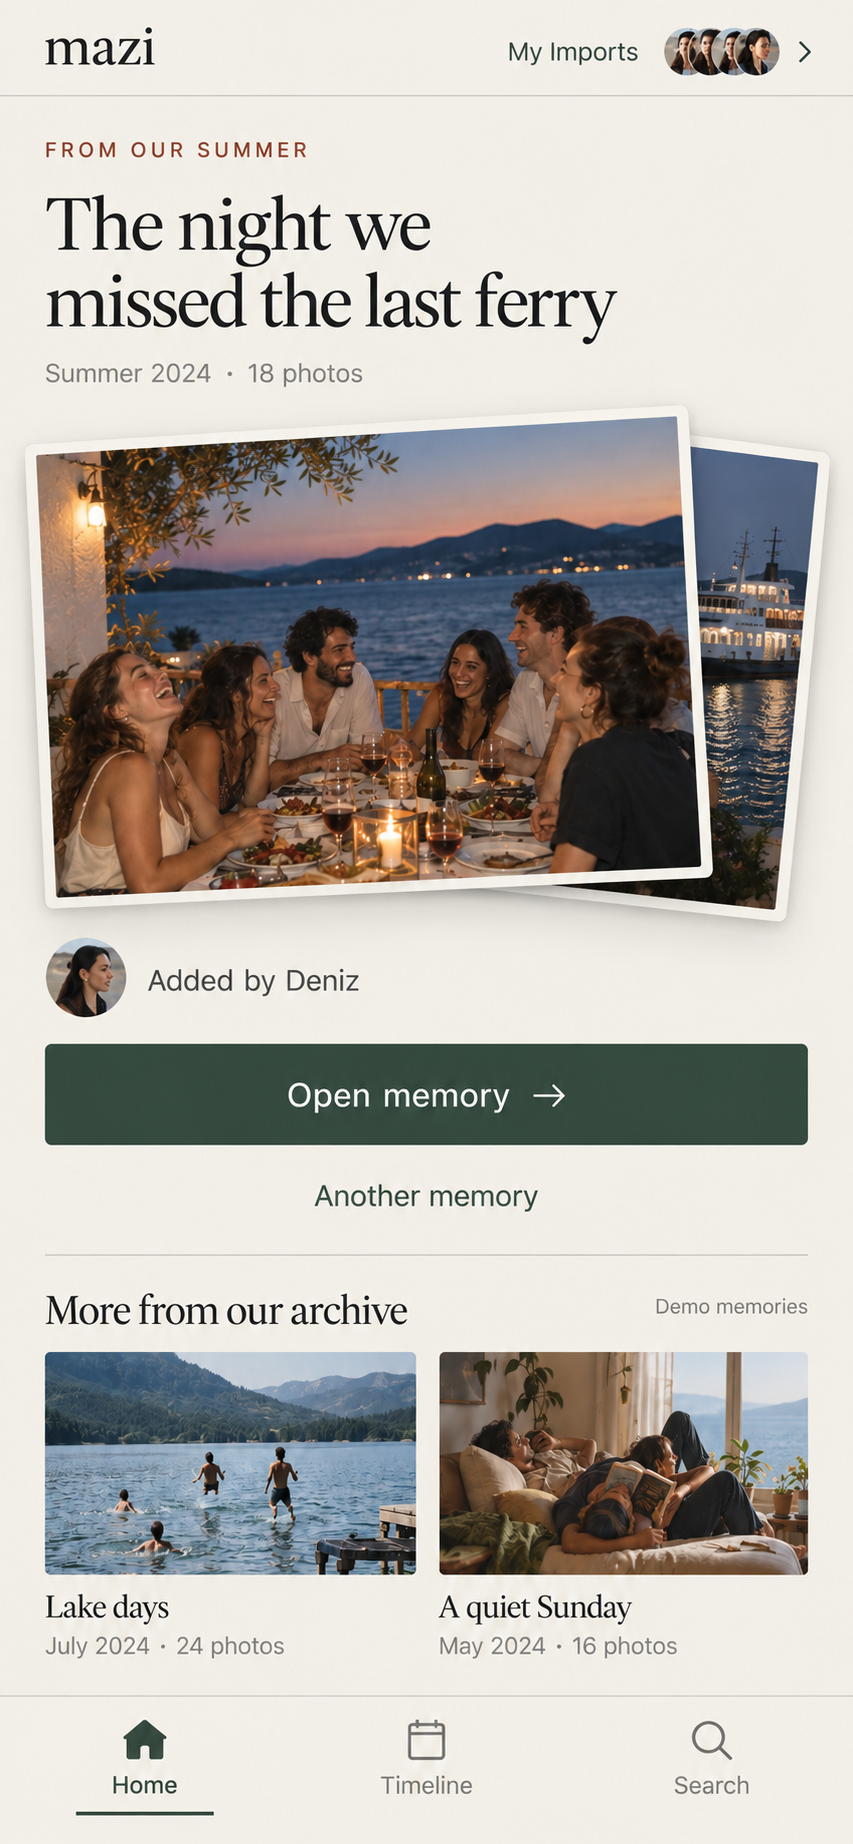 mazi
My Imports
FROM OUR SUMMER
The night we
missed the last ferry
Summer 2024 · 18 photos
Added by Deniz
Open memory →
Another memory
More from our archive
Demo memories
Lake days
July 2024 · 24 photos
A quiet Sunday
May 2024 · 16 photos
Home
Timeline
Search